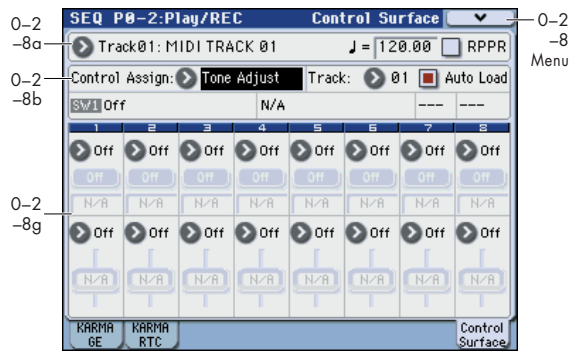 SEQ P0-2:Play/REC Control Surface
0–2
–8a
0–2
–8
Menu
Track01: MIDI TRACK 01 ♩ = 120.00 RPPR
0–2
–8b
Control Assign: Tone Adjust Track: 01 Auto Load
SW1 Off N/A --- ---
1 2 3 4 5 6 7 8
Off Off Off Off Off Off Off Off
Off Off Off Off Off Off Off Off
N/A N/A N/A N/A N/A N/A N/A N/A
0–2
–8g
Off Off Off Off Off Off Off Off
N/A N/A N/A N/A N/A N/A N/A N/A
KARMA GE
KARMA RTC
Control Surface